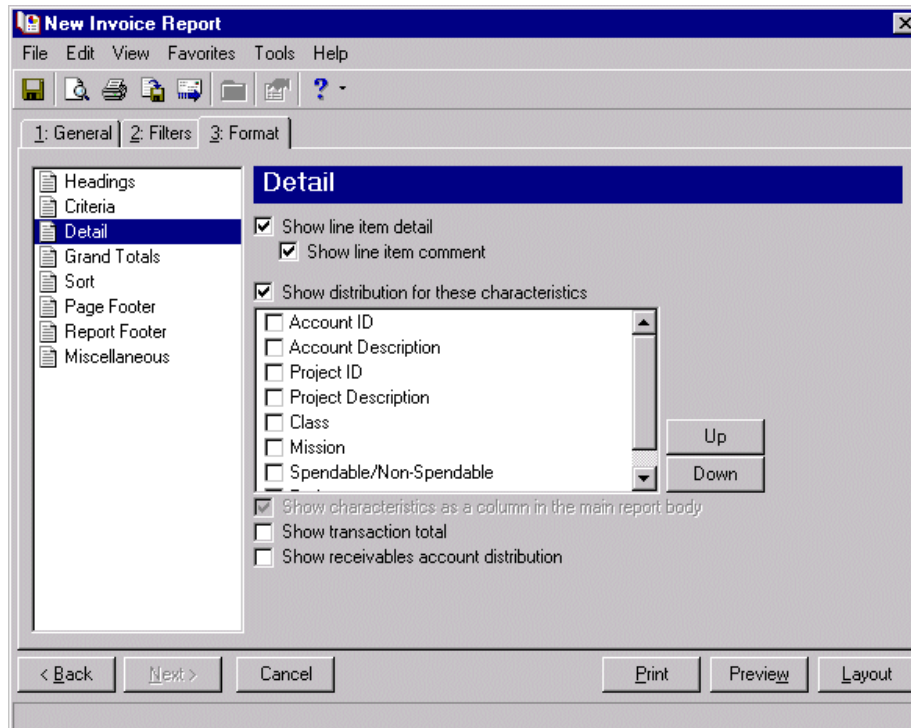 New Invoice Report
File Edit View Favorites Tools Help
?
1: General 2: Filters 3: Format
Headings
Criteria
Detail
Grand Totals
Sort
Page Footer
Report Footer
Miscellaneous
Detail
Show line item detail
Show line item comment
Show distribution for these characteristics
Account ID
Account Description
Project ID
Project Description
Class
Mission
Spendable/Non-Spendable
Up
Down
Show characteristics as a column in the main report body
Show transaction total
Show receivables account distribution
< Back Next > Cancel Print Preview Layout